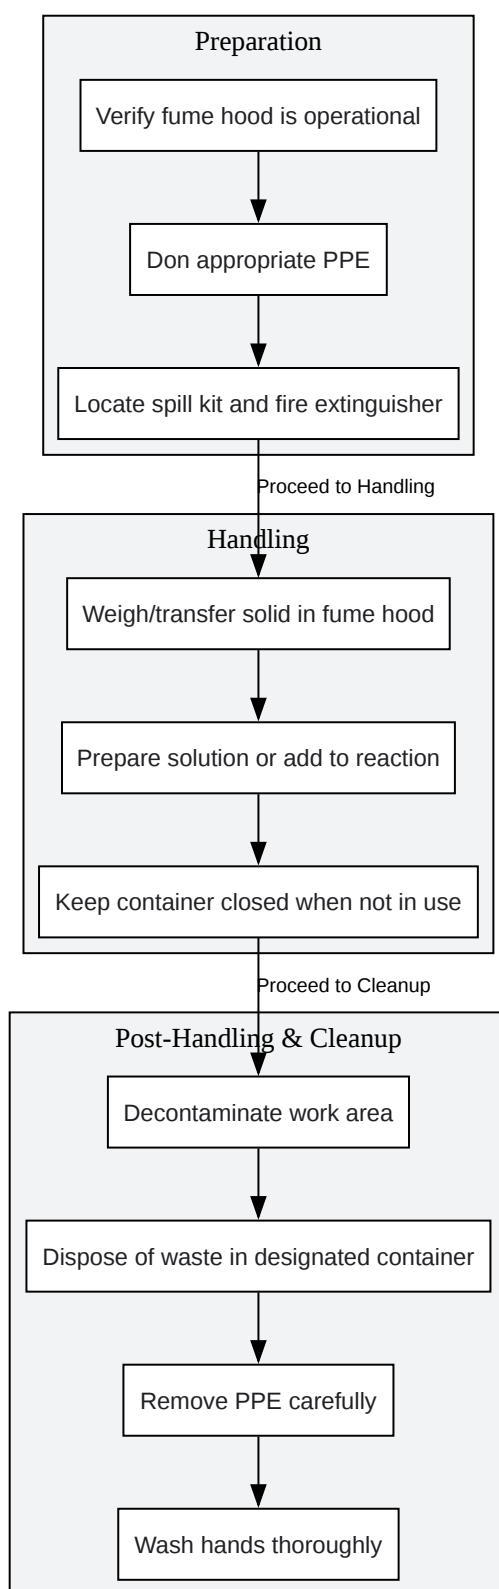 Preparation
Verify fume hood is operational
Don appropriate PPE
Locate spill kit and fire extinguisher
Proceed to Handling
Handling
Weigh/transfer solid in fume hood
Prepare solution or add to reaction
Keep container closed when not in use
Proceed to Cleanup
Post-Handling & Cleanup
Decontaminate work area
Dispose of waste in designated container
Remove PPE carefully
Wash hands thoroughly